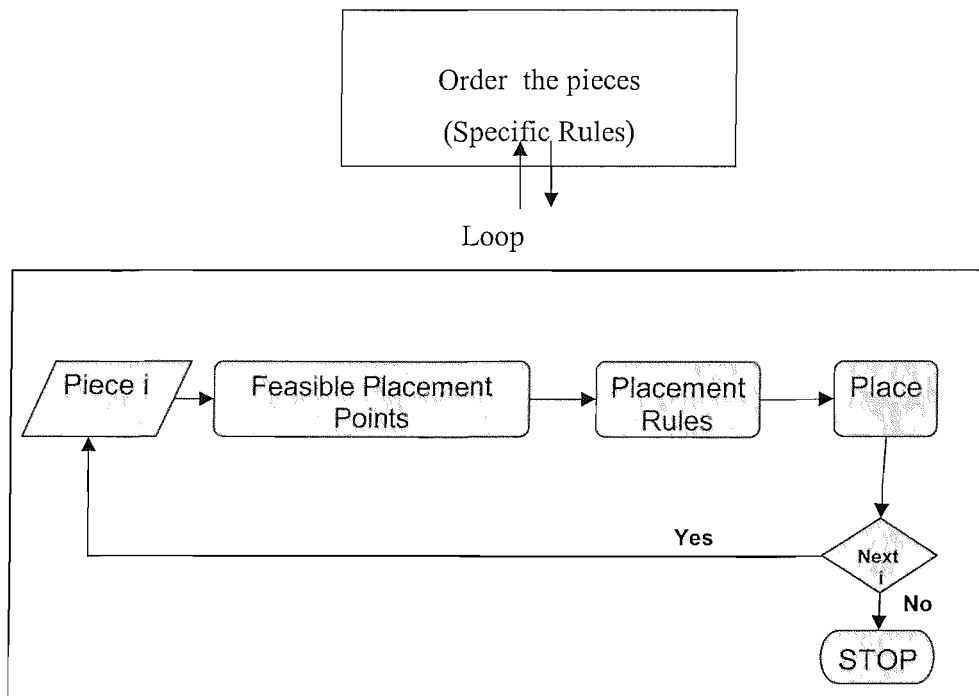 Order the pieces
(Specific Rules)
Loop
Piece i
Feasible Placement
Points
Placement
Rules
Place
Yes
Next
i
No
STOP